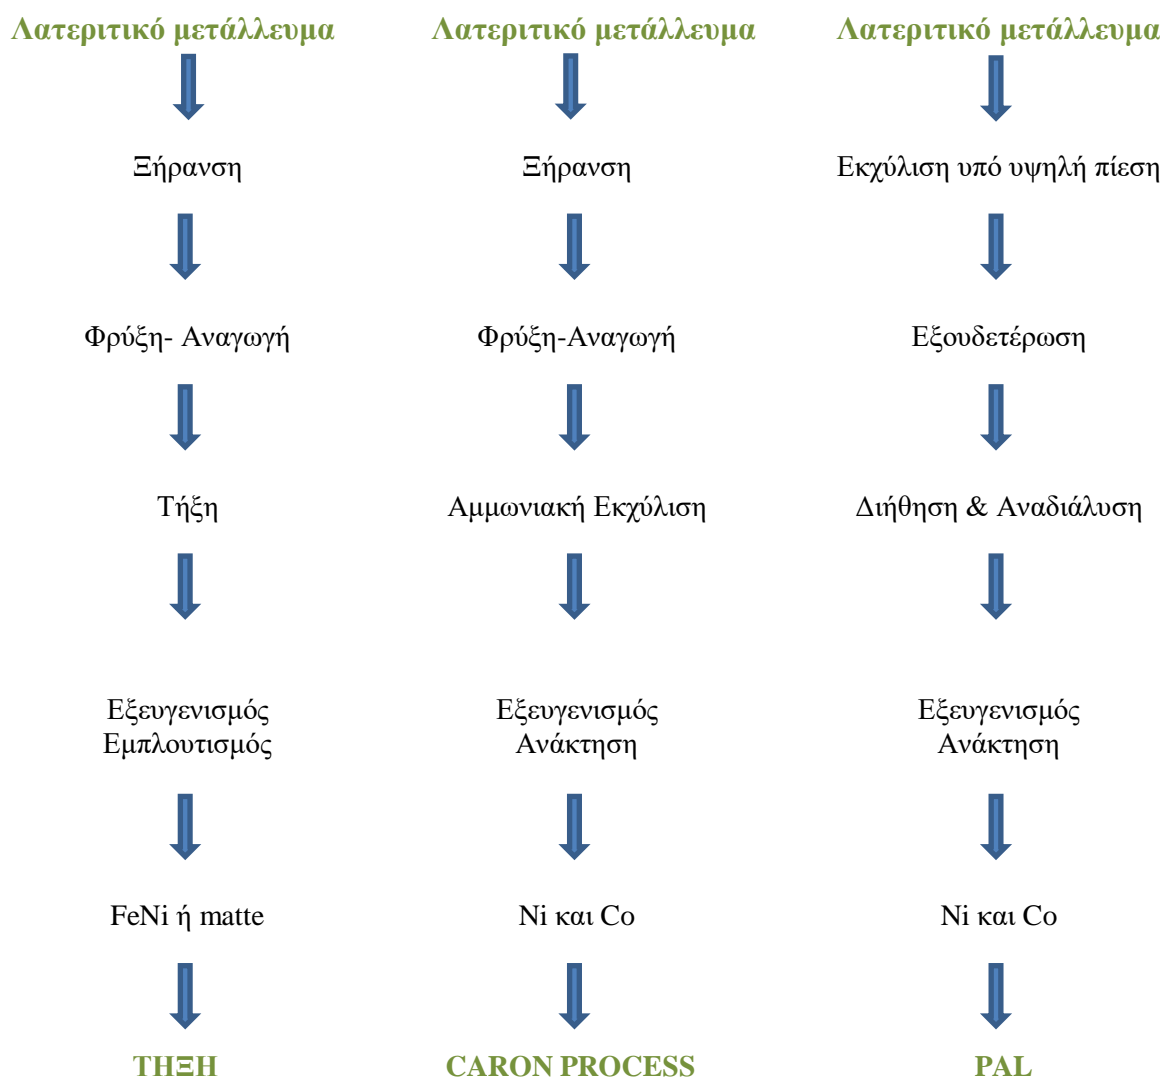 Λατεριτικό μετάλλευμα
Ξήρανση
Φρύξη- Αναγωγή
Τήξη
Εξευγενισμός
Εμπλουτισμός
FeNi ή matte
ΤΗΞΗ
Λατεριτικό μετάλλευμα
Ξήρανση
Φρύξη-Αναγωγή
Αμμωνιακή Εκχύλιση
Εξευγενισμός
Ανάκτηση
Ni και Co
CARON PROCESS
Λατεριτικό μετάλλευμα
Εκχύλιση υπό υψηλή πίεση
Εξουδετέρωση
Διήθηση & Αναδιάλυση
Εξευγενισμός
Ανάκτηση
Ni και Co
PAL